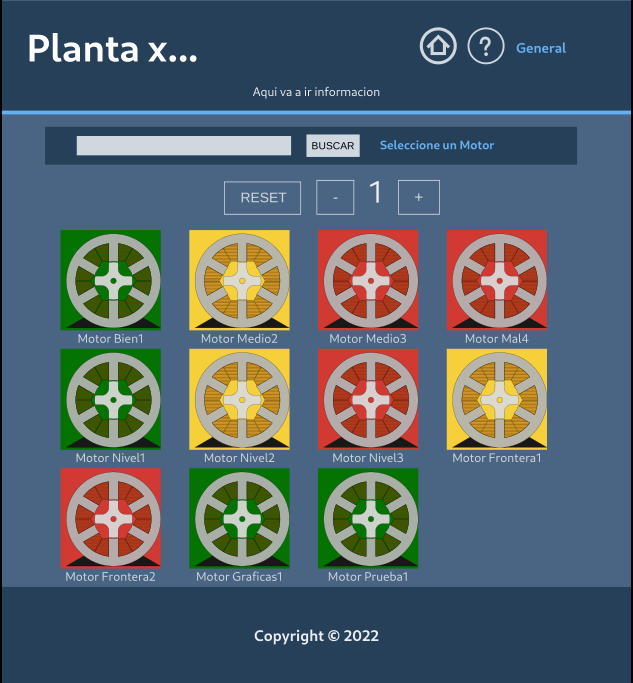 Planta x...
? General
Aqui va a ir informacion
BUSCAR Seleccione un Motor
RESET - 1 +
Motor Bien1 Motor Medio2 Motor Medio3 Motor Mal4
Motor Nivel1 Motor Nivel2 Motor Nivel3 Motor Frontera1
Motor Frontera2 Motor Graficas1 Motor Prueba1
Copyright © 2022